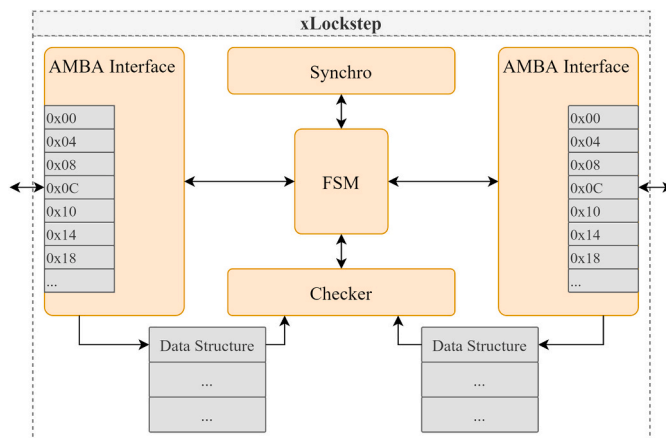 xLockstep
AMBA Interface
Synchro
AMBA Interface
0x00
0x04
0x08
0x0C
0x10
0x14
0x18
...
FSM
0x00
0x04
0x08
0x0C
0x10
0x14
0x18
...
Checker
Data Structure
...
...
Data Structure
...
...